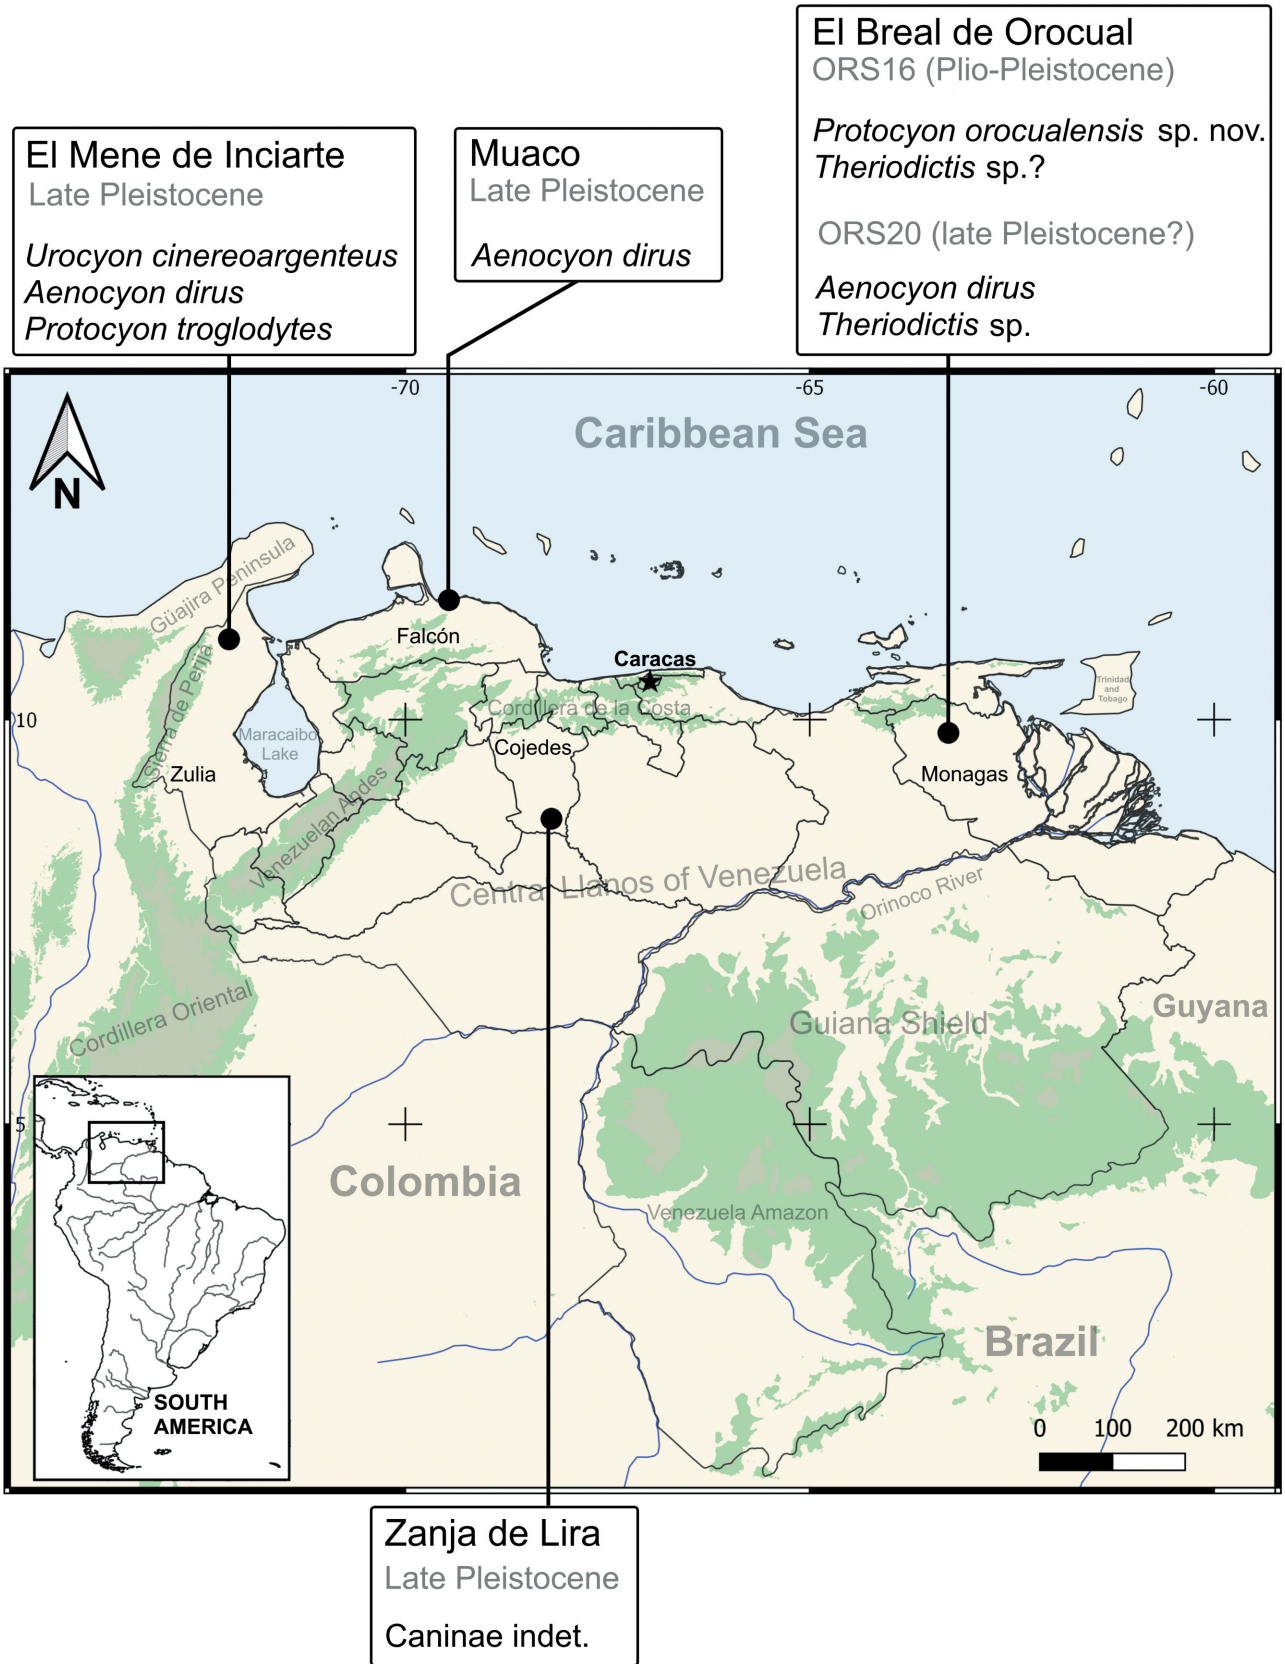 El Breal de Orocual
ORS16 (Plio-Pleistocene)
Protocyon orocualensis sp. nov.
Theriodictis sp.?
ORS20 (late Pleistocene?)
Aenocyon dirus
Theriodictis sp.
El Mene de Inciarte
Late Pleistocene
Urocyon cinereoargenteus
Aenocyon dirus
Protocyon troglodytes
Muaco
Late Pleistocene
Aenocyon dirus
-70
-65
-60
Caribbean Sea
N
Güajira Peninsula
Falcón
Caracas
Sierra de Perijá
Trinidad
and
Tobago
Cordillera de la Costa
10
Maracaibo
Lake
Cojedes
Zulia
Monagas
Venezuelan Andes
Central Llanos of Venezuela
Orinoco River
Cordillera Oriental
Guyana
Guiana Shield
5
Colombia
Venezuela Amazon
Brazil
SOUTH
AMERICA
0 100 200 km
Zanja de Lira
Late Pleistocene
Caninae indet.